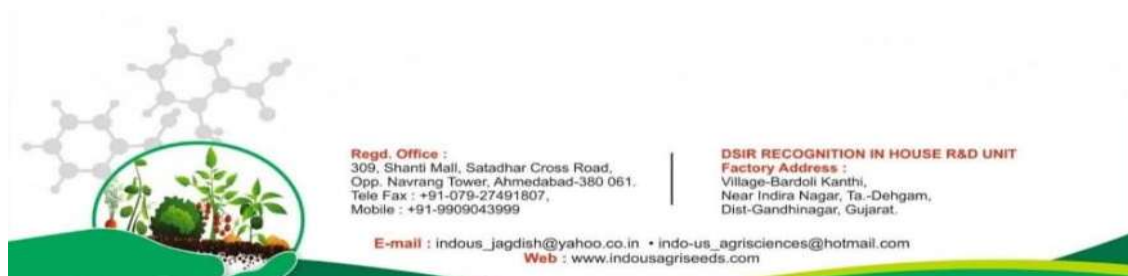 Regd. Office :
309, Shanti Mall, Satadhar Cross Road,
Opp. Navrang Tower, Ahmedabad-380 061.
Tele Fax : +91-079-27491807,
Mobile : +91-9909043999
DSIR RECOGNITION IN HOUSE R&D UNIT
Factory Address :
Village-Bardoli Kanthi,
Near Indira Nagar, Ta.-Dehgam,
Dist-Gandhinagar, Gujarat.
E-mail : indous_jagdish@yahoo.co.in • indo-us_agrisciences@hotmail.com
Web : www.indousagriseeds.com